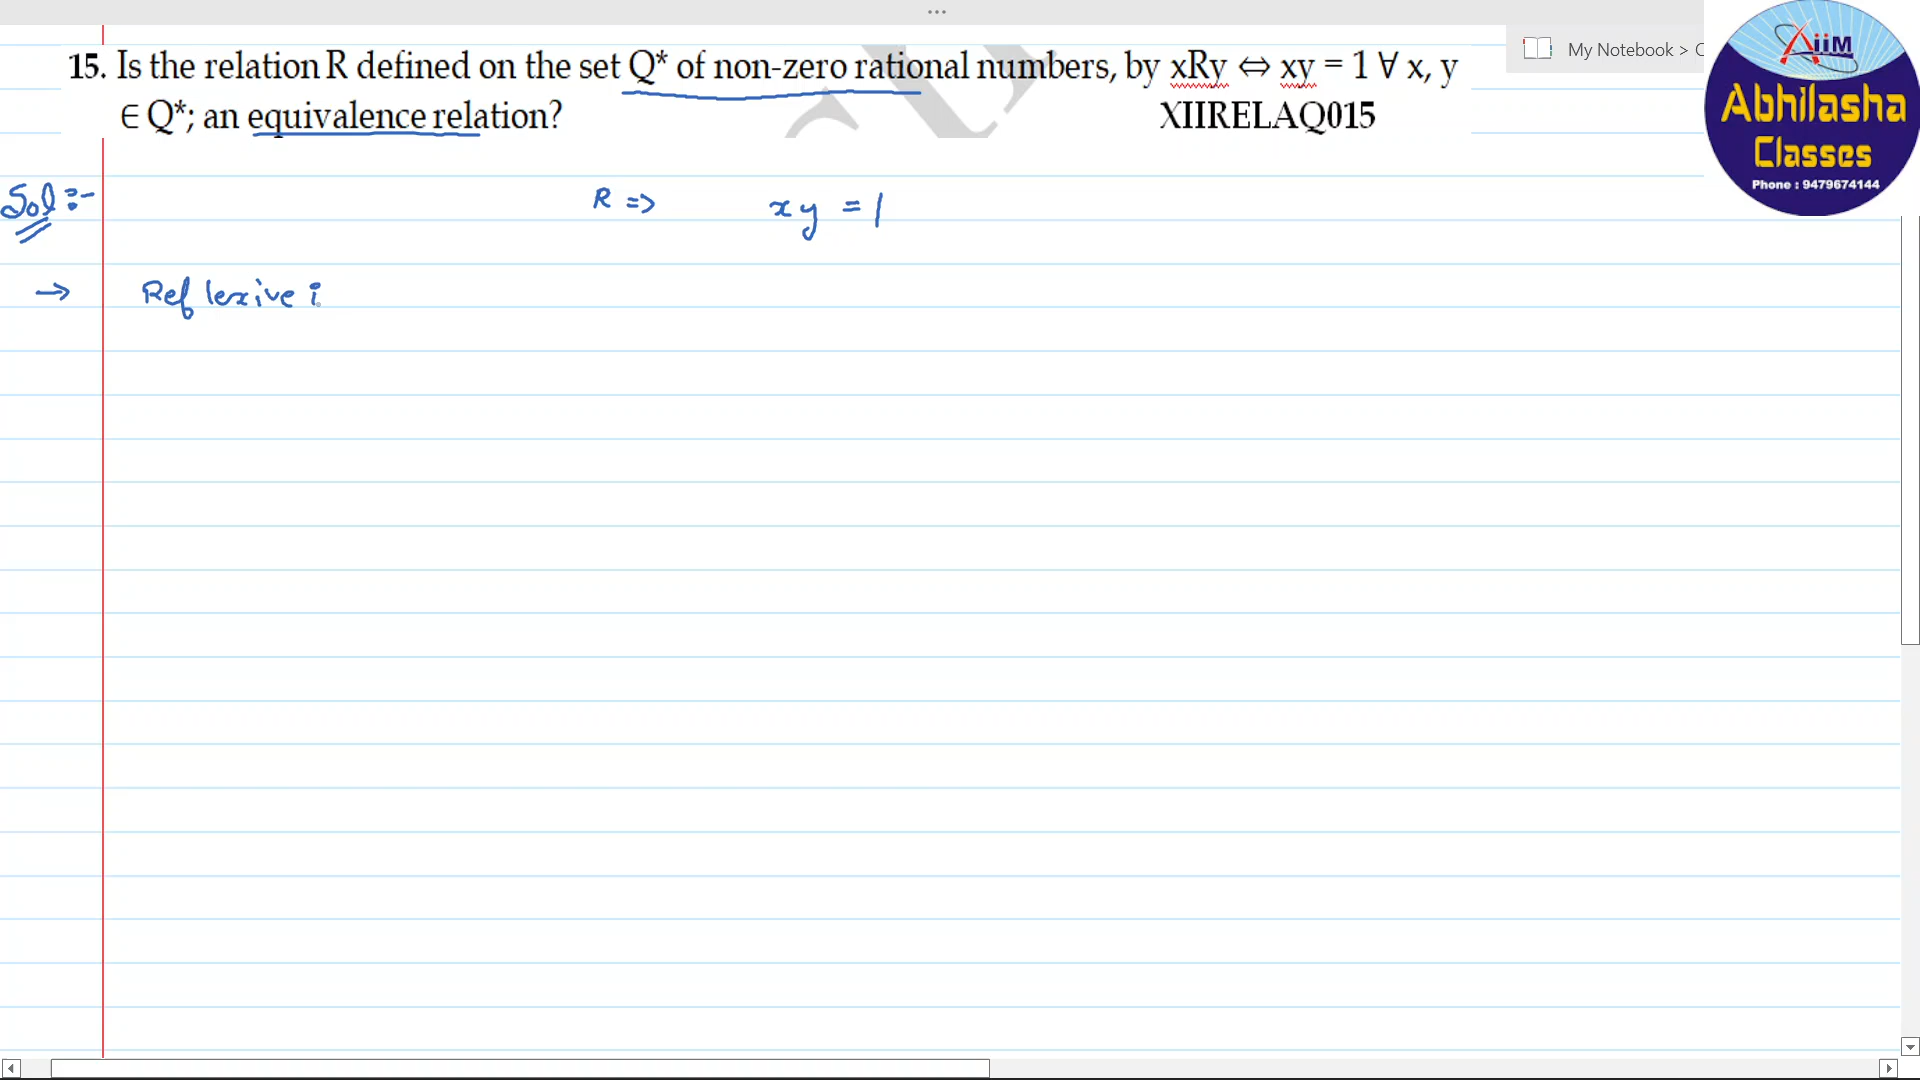 ...
My Notebook > C
15. Is the relation R defined on the set Q* of non-zero rational numbers, by xRy ⇔ xy = 1 ∀ x, y
∈ Q*; an equivalence relation?
XIIRELAQ015
AiiM
Abhilasha
Classes
Phone : 9479674144
Sol :-
R => xy = 1
→ Reflexive :